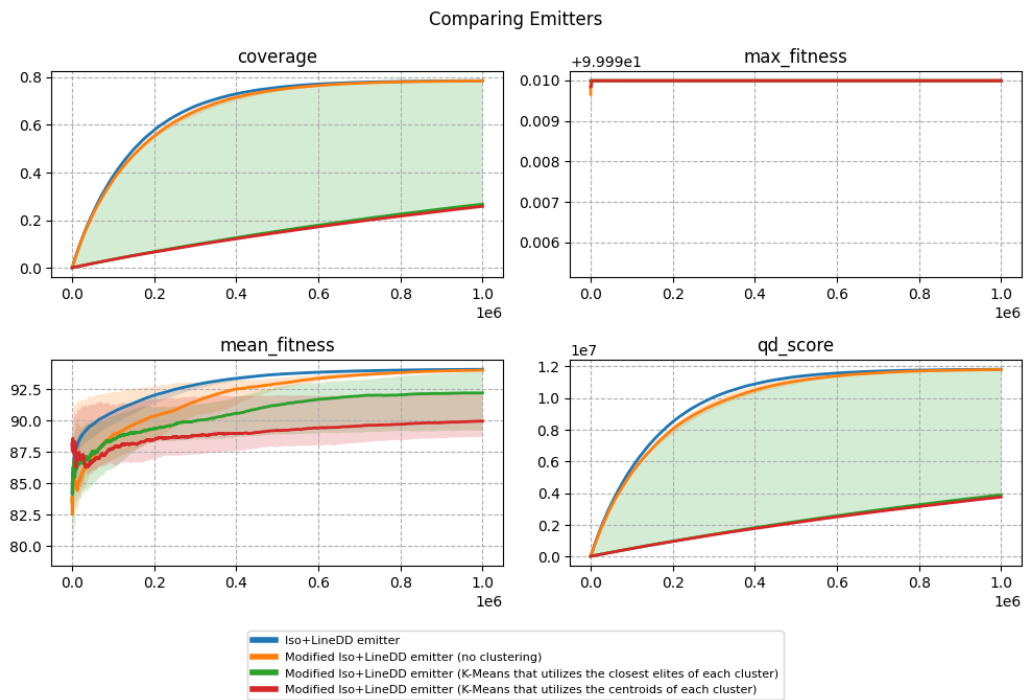 Comparing Emitters
coverage
0.8
0.6
0.4
0.2
0.0
0.0 0.2 0.4 0.6 0.8 1.0
1e6
max_fitness
+9.999e1
0.010
0.009
0.008
0.007
0.006
0.0 0.2 0.4 0.6 0.8 1.0
1e6
mean_fitness
92.5
90.0
87.5
85.0
82.5
80.0
0.0 0.2 0.4 0.6 0.8 1.0
1e6
qd_score
1e7
1.2
1.0
0.8
0.6
0.4
0.2
0.0
0.0 0.2 0.4 0.6 0.8 1.0
1e6
Iso+LineDD emitter
Modified Iso+LineDD emitter (no clustering)
Modified Iso+LineDD emitter (K-Means that utilizes the closest elites of each cluster)
Modified Iso+LineDD emitter (K-Means that utilizes the centroids of each cluster)